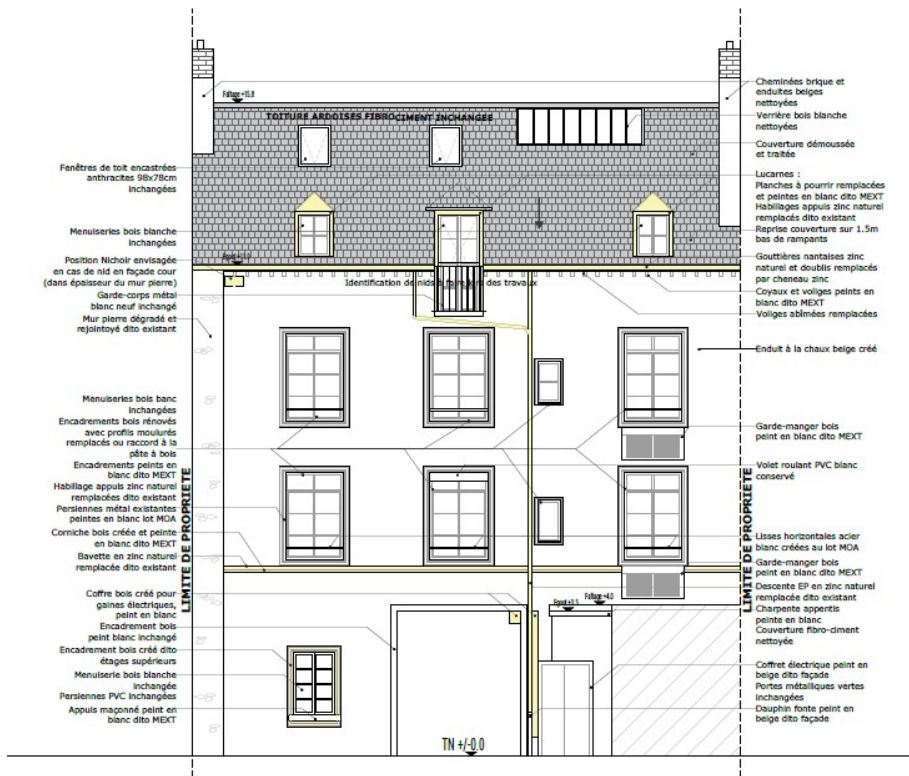 Faîtage +15.8
TOITURE ARDOISES FIBROCIMENT INCHANGEE
Fenêtres de toit encastrées
anthracites 98x78cm
inchangées
Menuiseries bois blanche
inchangées
Position Nichoir envisagée
en cas de nid en façade cour
(dans épaisseur du mur pierre)
Garde-corps métal
blanc neuf inchangé
Mur pierre dégradé et
rejointoyé dito existant
Menuiseries bois banc
inchangées
Encadrements bois rénovés
avec profils moulurés
remplacés ou raccord à la
pâte à bois
Encadrements peints en
blanc dito MEXT
Habillage appuis zinc naturel
remplacées dito existant
Persiennes métal existantes
peintes en blanc lot MOA
Corniche bois créée et peinte
en blanc dito MEXT
Bavette en zinc naturel
remplacée dito existant
Coffre bois créé pour
gaines électriques,
peint en blanc
Encadrement bois
peint blanc inchangé
Encadrement bois créé dito
étages supérieurs
Menuiserie bois blanche
inchangée
Persiennes PVC inchangées
Appuis maçonné peint en
blanc dito MEXT
LIMITE DE PROPRIETE
Identification de nids à faire lors des travaux
Egout +3.5
Faîtage +4.0
TN +/-0.0
LIMITE DE PROPRIETE
Cheminées brique et
enduites beiges
nettoyées
Verrière bois blanche
nettoyées
Couverture démoussée
et traitée
Lucarnes :
Planches à pourrir remplacées
et peintes en blanc dito MEXT
Habillages appuis zinc naturel
remplacés dito existant
Reprise couverture sur 1.5m
bas de rampants
Gouttières nantaises zinc
naturel et doublis remplacés
par cheneau zinc
Coyaux et voliges peints en
blanc dito MEXT
Voliges abîmées remplacées
Enduit à la chaux beige créé
Garde-manger bois
peint en blanc dito MEXT
Volet roulant PVC blanc
conservé
Lisses horizontales acier
blanc créées au lot MOA
Garde-manger bois
peint en blanc dito MEXT
Descente EP en zinc naturel
remplacée dito existant
Charpente appentis
peinte en blanc
Couverture fibro-ciment
nettoyée
Coffret électrique peint en
beige dito façade
Portes métalliques vertes
inchangées
Dauphin fonte peint en
beige dito façade